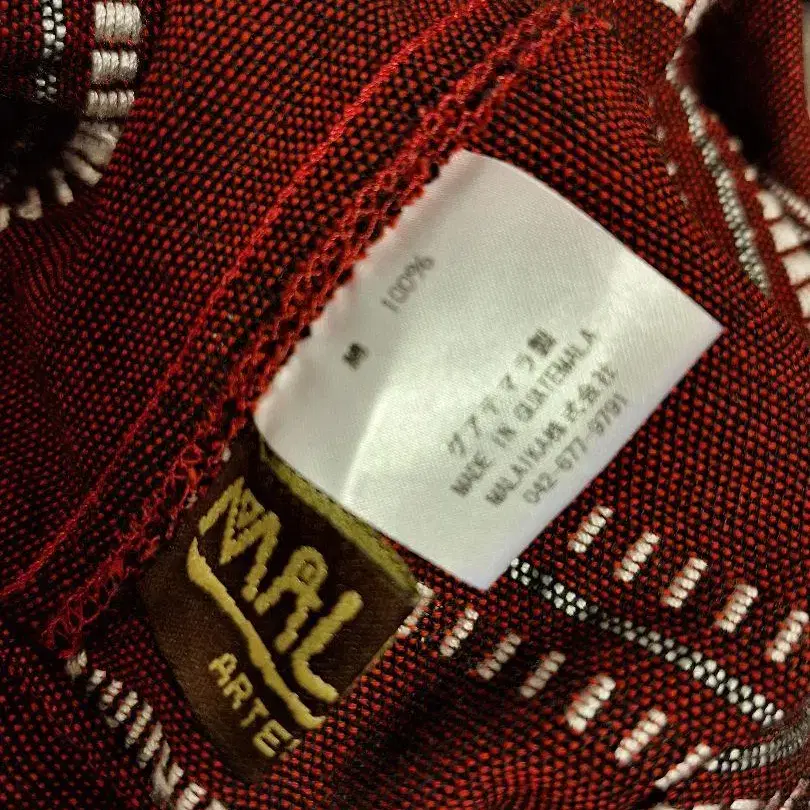 綿 100%
グアテマラ製
MADE IN GUATEMALA
MALAIKA株式会社
042-677-9791
MAL
ARTE